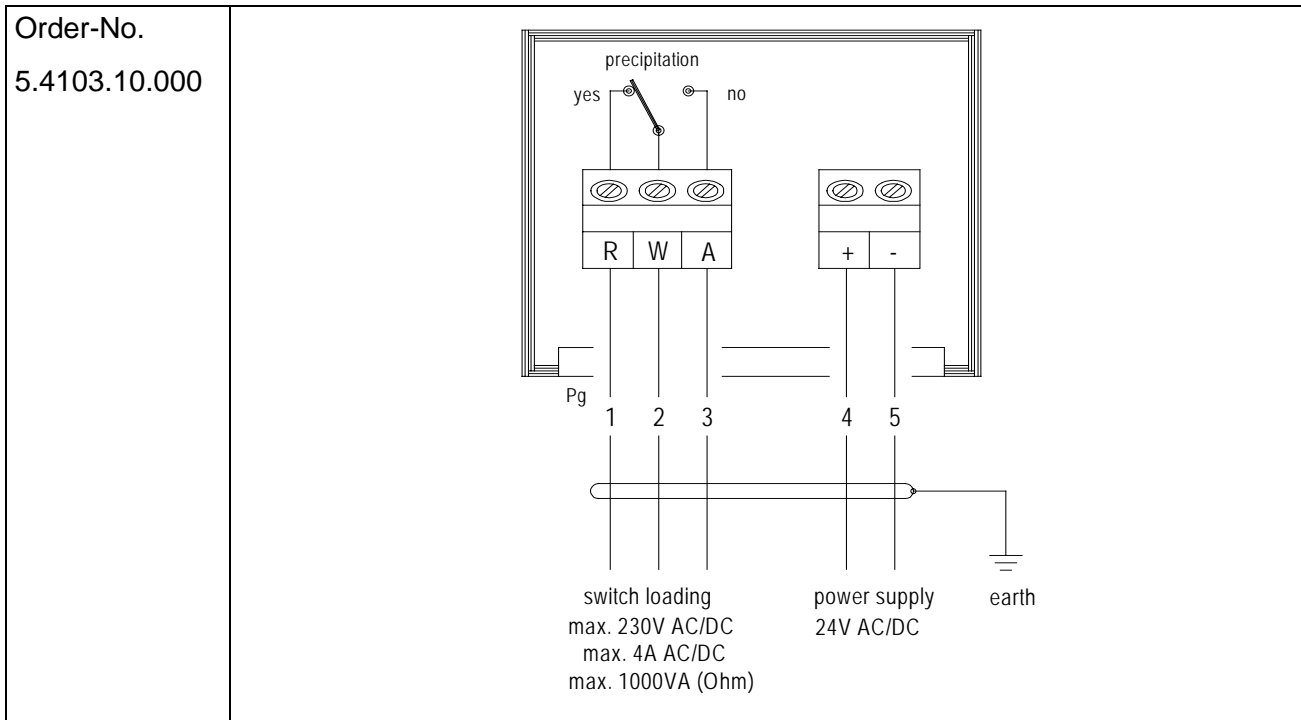 Order-No.
5.4103.10.000
precipitation
yes no
R W A + -
Pg
1 2 3 4 5
switch loading
max. 230V AC/DC
max. 4A AC/DC
max. 1000VA (Ohm)
power supply
24V AC/DC
earth